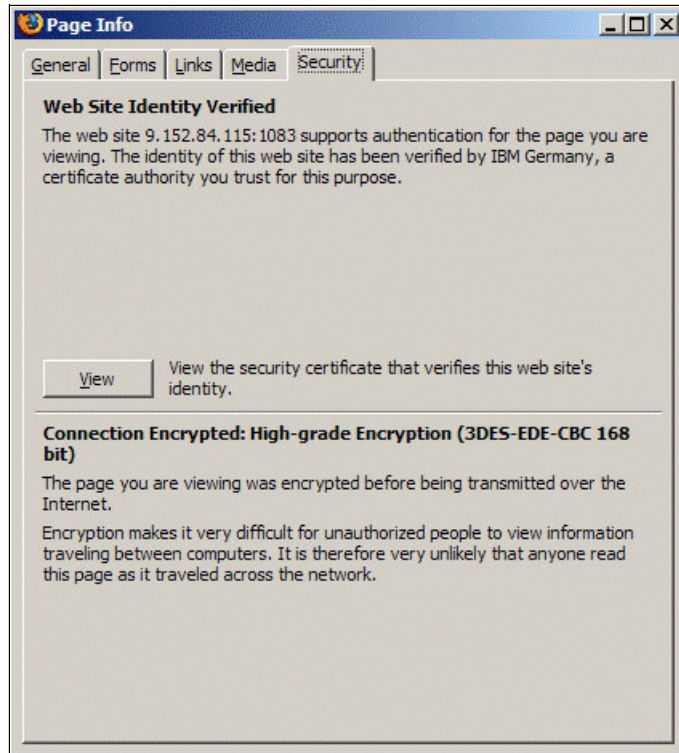 Page Info
General Forms Links Media Security
Web Site Identity Verified
The web site 9.152.84.115:1083 supports authentication for the page you are
viewing. The identity of this web site has been verified by IBM Germany, a
certificate authority you trust for this purpose.
View
View the security certificate that verifies this web site's
identity.
Connection Encrypted: High-grade Encryption (3DES-EDE-CBC 168
bit)
The page you are viewing was encrypted before being transmitted over the
Internet.
Encryption makes it very difficult for unauthorized people to view information
traveling between computers. It is therefore very unlikely that anyone read
this page as it traveled across the network.